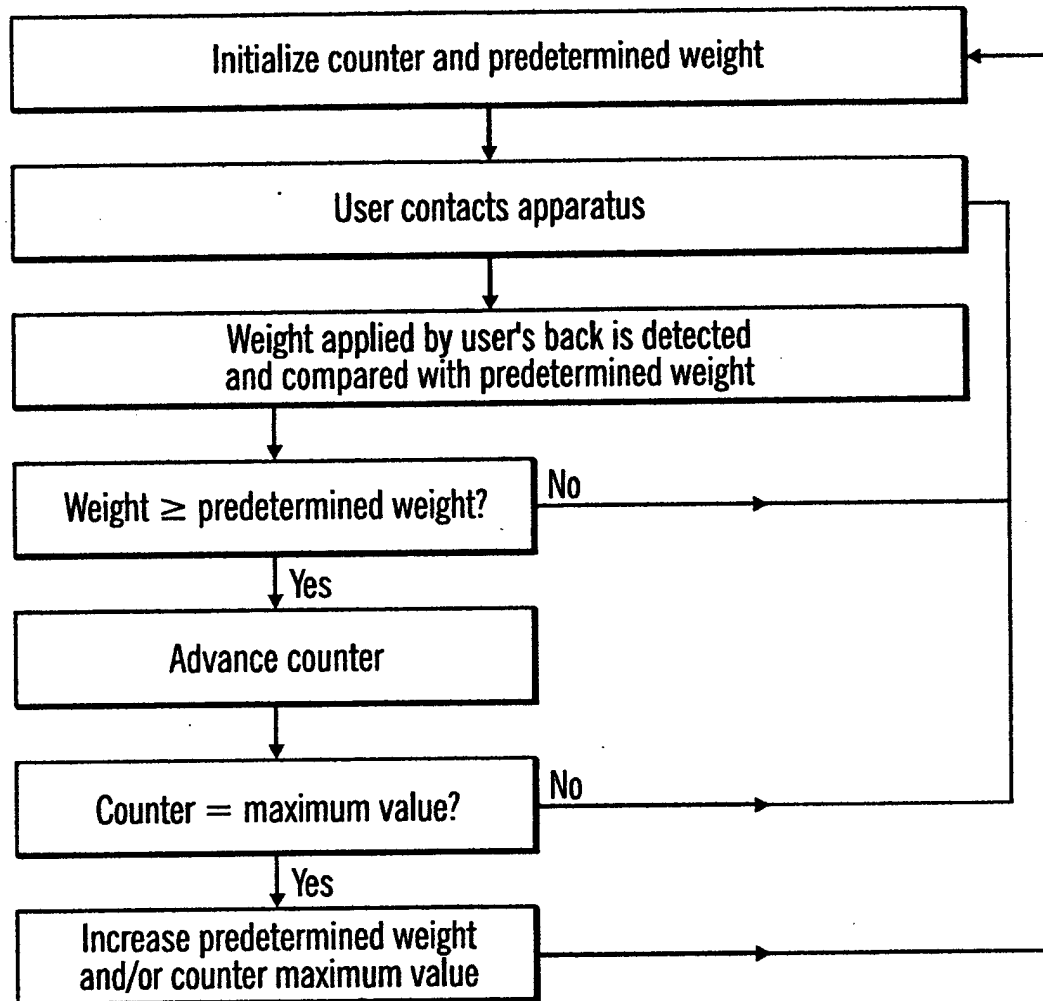 Initialize counter and predetermined weight
User contacts apparatus
Weight applied by user's back is detected
and compared with predetermined weight
Weight ≥ predetermined weight?
No
Yes
Advance counter
Counter = maximum value?
No
Yes
Increase predetermined weight
and/or counter maximum value